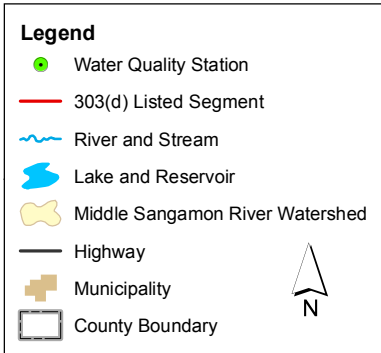 Legend
Water Quality Station
303(d) Listed Segment
River and Stream
Lake and Reservoir
Middle Sangamon River Watershed
Highway
Municipality
County Boundary
N